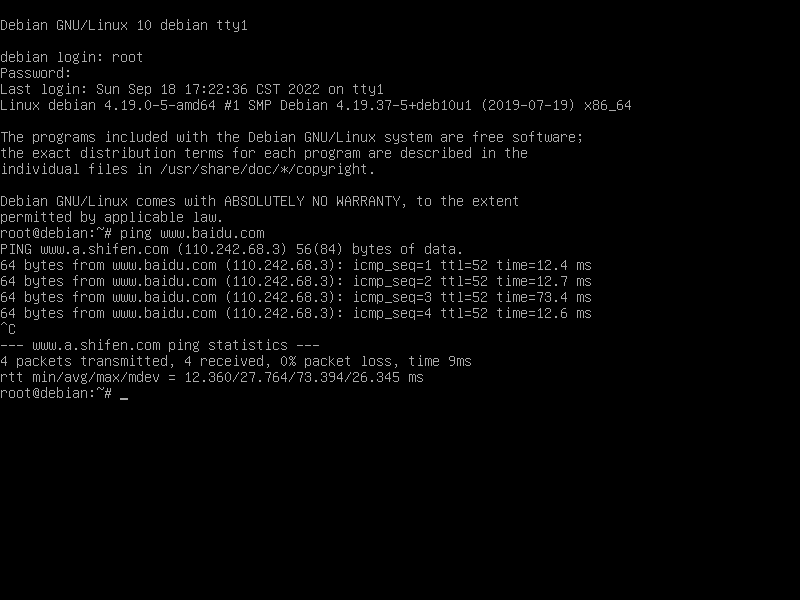 Debian GNU/Linux 10 debian tty1
debian login: root
Password:
Last login: Sun Sep 18 17:22:36 CST 2022 on tty1
Linux debian 4.19.0-5-amd64 #1 SMP Debian 4.19.37-5+deb10u1 (2019-07-19) x86_64
The programs included with the Debian GNU/Linux system are free software;
the exact distribution terms for each program are described in the
individual files in /usr/share/doc/*/copyright.
Debian GNU/Linux comes with ABSOLUTELY NO WARRANTY, to the extent
permitted by applicable law.
root@debian:~# ping www.baidu.com
PING www.a.shifen.com (110.242.68.3) 56(84) bytes of data.
64 bytes from www.baidu.com (110.242.68.3): icmp_seq=1 ttl=52 time=12.4 ms
64 bytes from www.baidu.com (110.242.68.3): icmp_seq=2 ttl=52 time=12.7 ms
64 bytes from www.baidu.com (110.242.68.3): icmp_seq=3 ttl=52 time=73.4 ms
64 bytes from www.baidu.com (110.242.68.3): icmp_seq=4 ttl=52 time=12.6 ms
^C
--- www.a.shifen.com ping statistics ---
4 packets transmitted, 4 received, 0% packet loss, time 9ms
rtt min/avg/max/mdev = 12.360/27.764/73.394/26.345 ms
root@debian:~# _